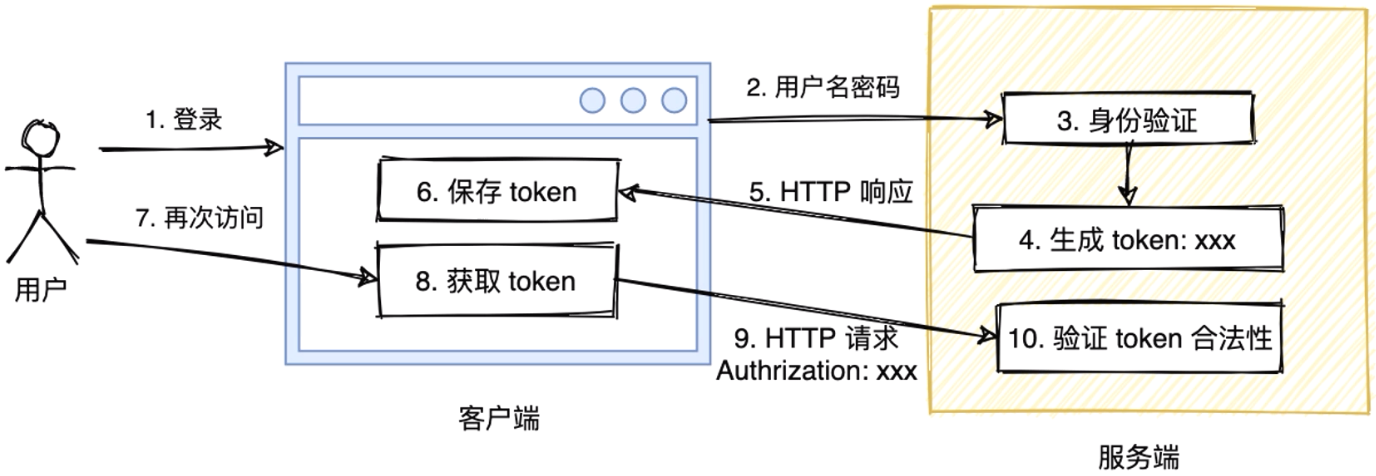 1. 登录
2. 用户名密码
3. 身份验证
4. 生成 token: xxx
5. HTTP 响应
6. 保存 token
7. 再次访问
8. 获取 token
9. HTTP 请求
Authrization: xxx
10. 验证 token 合法性
用户
客户端
服务端